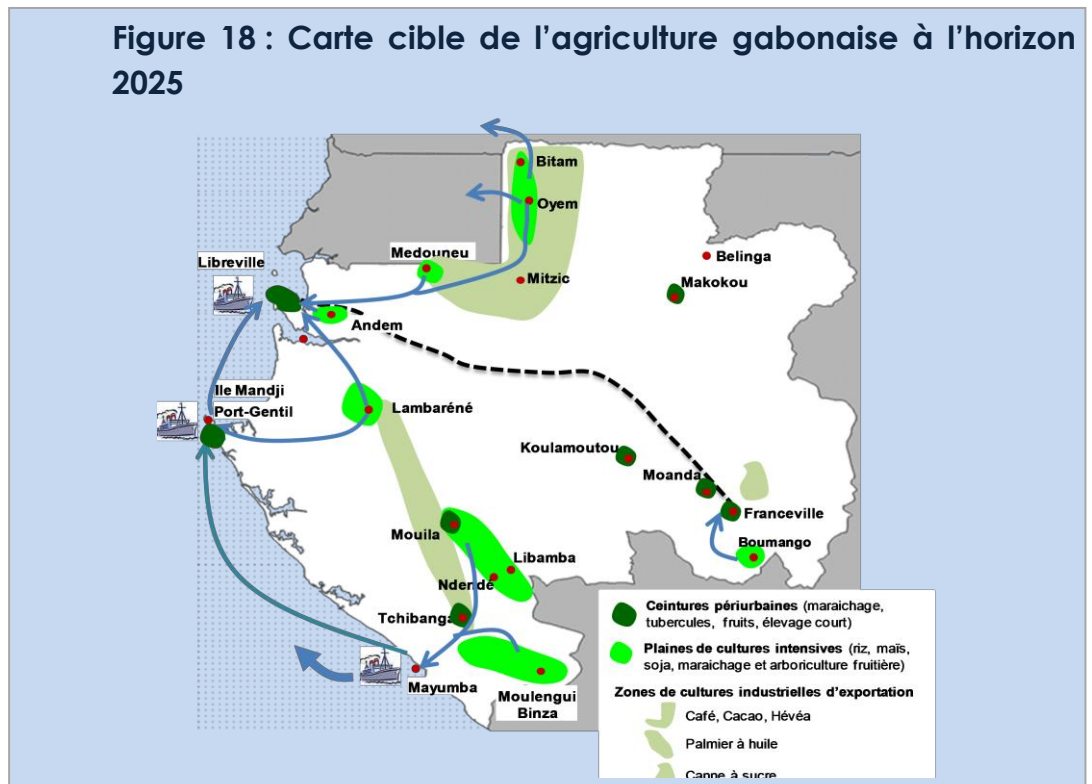 Figure 18 : Carte cible de l’agriculture gabonaise à l’horizon
2025
Bitam
Oyem
Medouneu
Libreville
Belinga
Mitzic
Makokou
Andem
Ile Mandji
Port-Gentil
Lambaréné
Koulamoutou
Moanda
Franceville
Mouila
Boumango
Libamba
Ndendé
Tchibanga
Mayumba
Moulengui
Binza
Ceintures périurbaines (maraichage,
tubercules, fruits, élevage court)
Plaines de cultures intensives (riz, maïs,
soja, maraichage et arboriculture fruitière)
Zones de cultures industrielles d’exportation
Café, Cacao, Hévéa
Palmier à huile
Canne à sucre